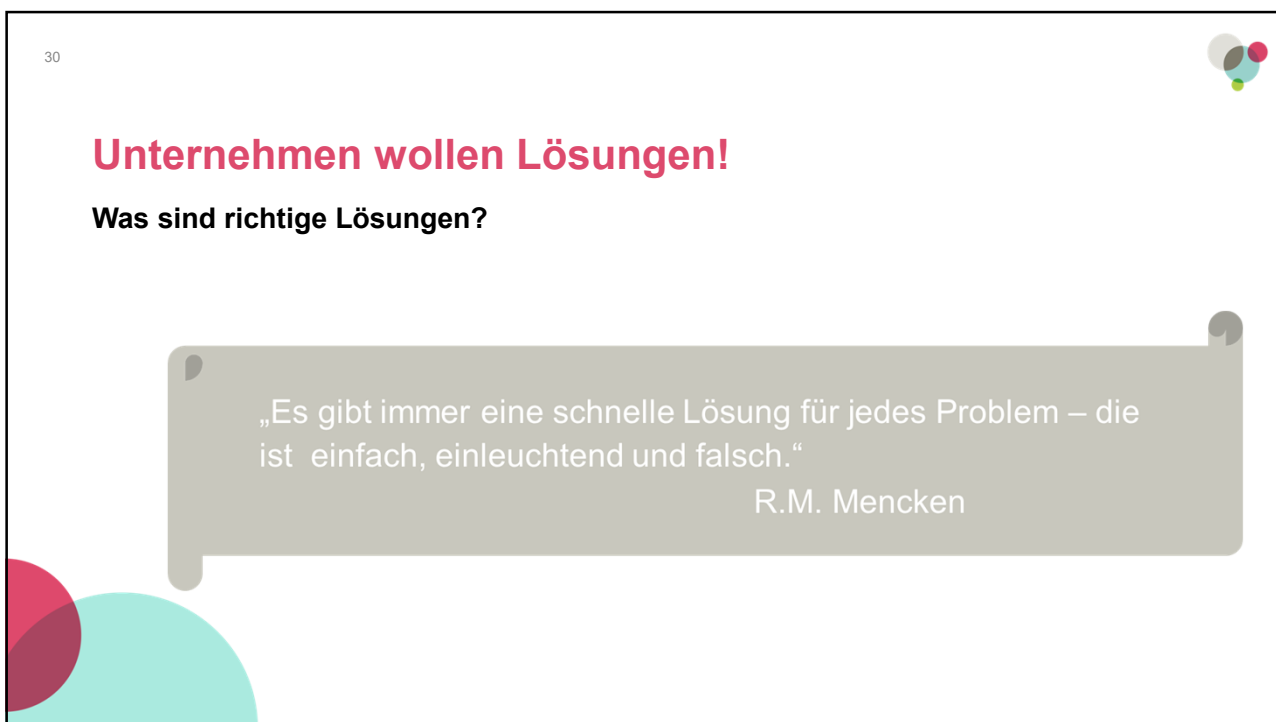 30
Unternehmen wollen Lösungen!
Was sind richtige Lösungen?
„Es gibt immer eine schnelle Lösung für jedes Problem – die
ist  einfach, einleuchtend und falsch.“
R.M. Mencken